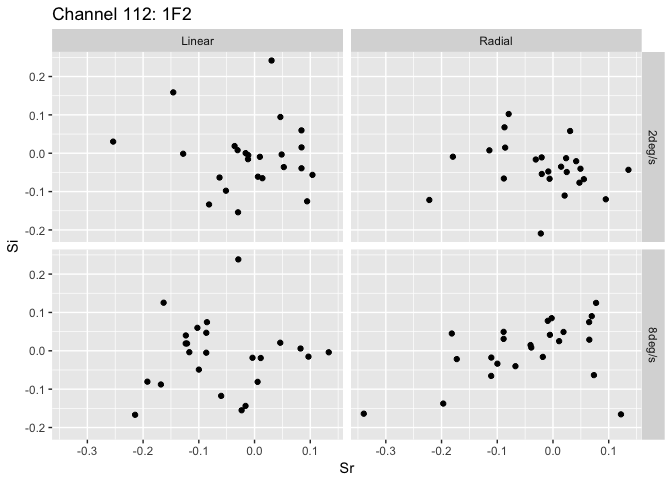 Channel 112: 1F2
Linear
Radial
0.2
0.1
0.0
-0.1
-0.2
2deg/s
0.2
0.1
0.0
-0.1
-0.2
8deg/s
Si
-0.3 -0.2 -0.1 0.0 0.1
-0.3 -0.2 -0.1 0.0 0.1
Sr